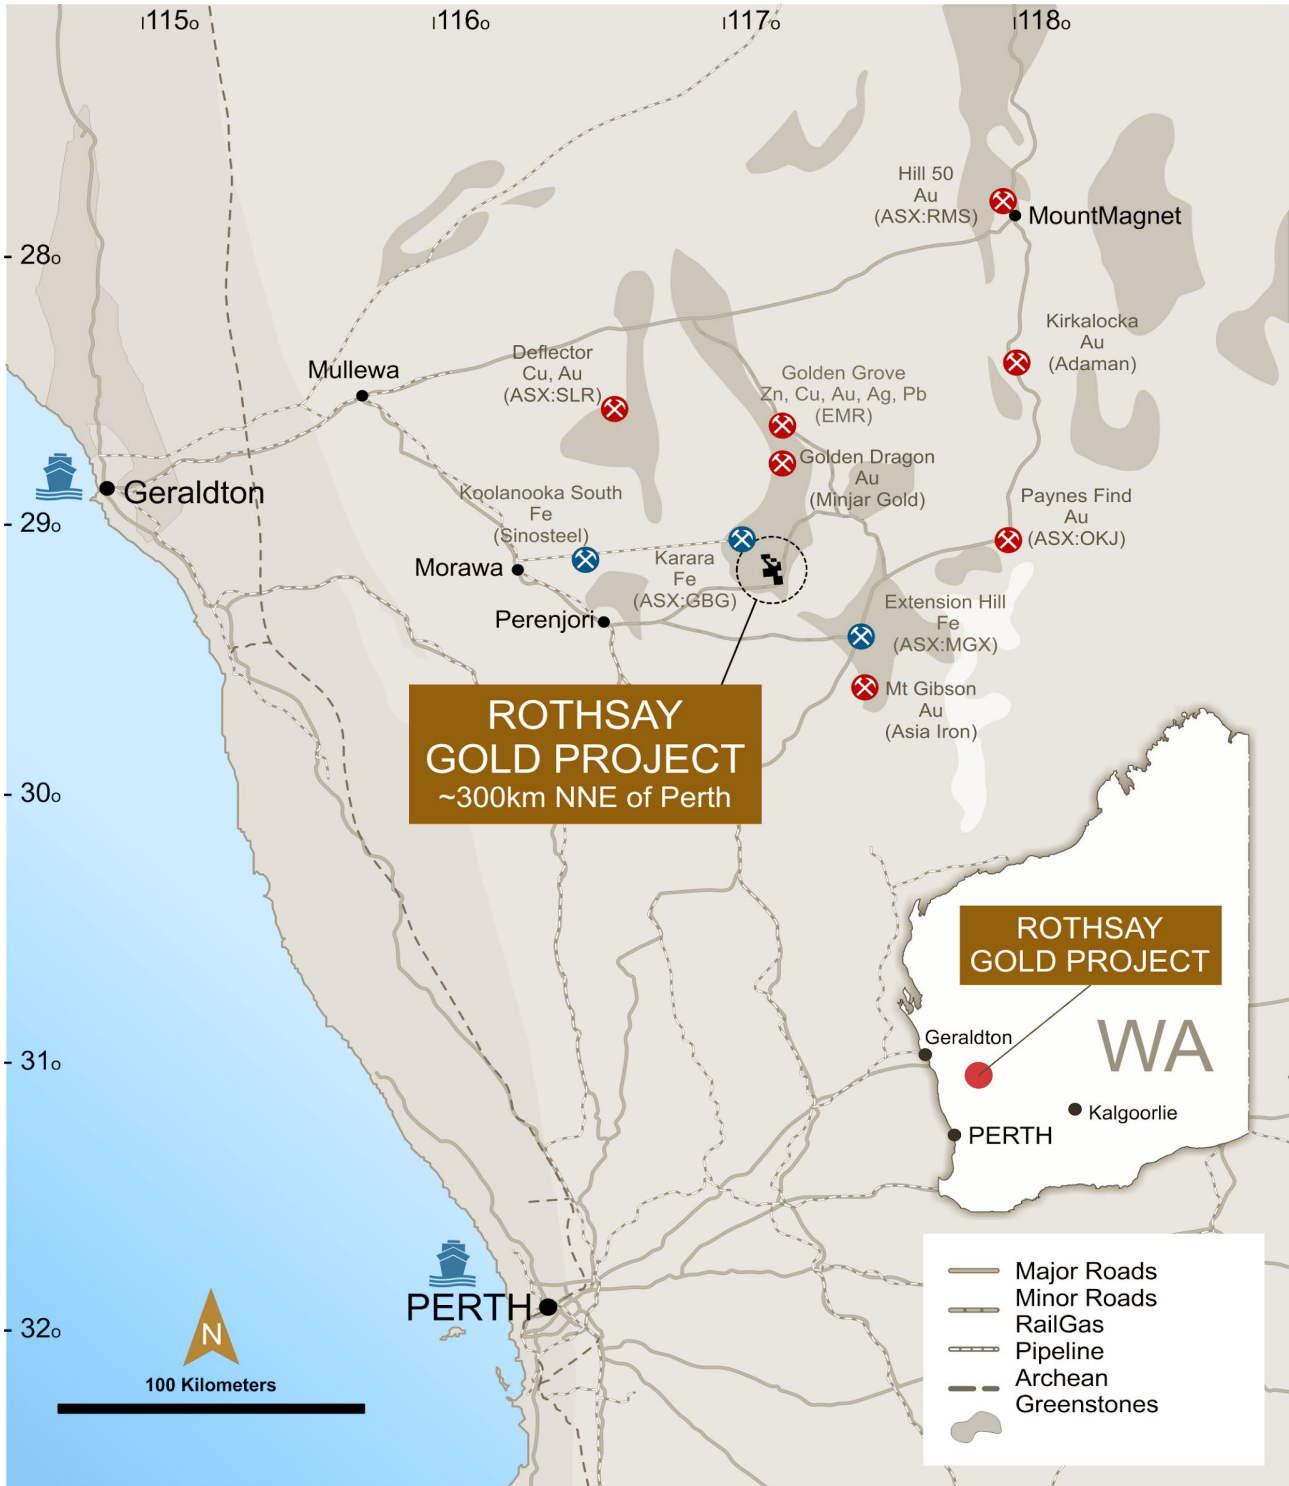 115o
116o
117o
118o
Hill 50
Au
(ASX:RMS)
MountMagnet
28o
Kirkalocka
Au
(Adaman)
Deflector
Cu, Au
(ASX:SLR)
Mullewa
Golden Grove
Zn, Cu, Au, Ag, Pb
(EMR)
Golden Dragon
Au
(Minjar Gold)
Geraldton
Koolanooka South
Fe
(Sinosteel)
Paynes Find
Au
(ASX:OKJ)
29o
Morawa
Karara
Fe
(ASX:GBG)
Perenjori
Extension Hill
Fe
(ASX:MGX)
Mt Gibson
Au
(Asia Iron)
ROTHSAY
GOLD PROJECT
~300km NNE of Perth
30o
ROTHSAY
GOLD PROJECT
WA
Geraldton
Kalgoorlie
PERTH
31o
PERTH
32o
N
100 Kilometers
Major Roads
Minor Roads
RailGas
Pipeline
Archean
Greenstones